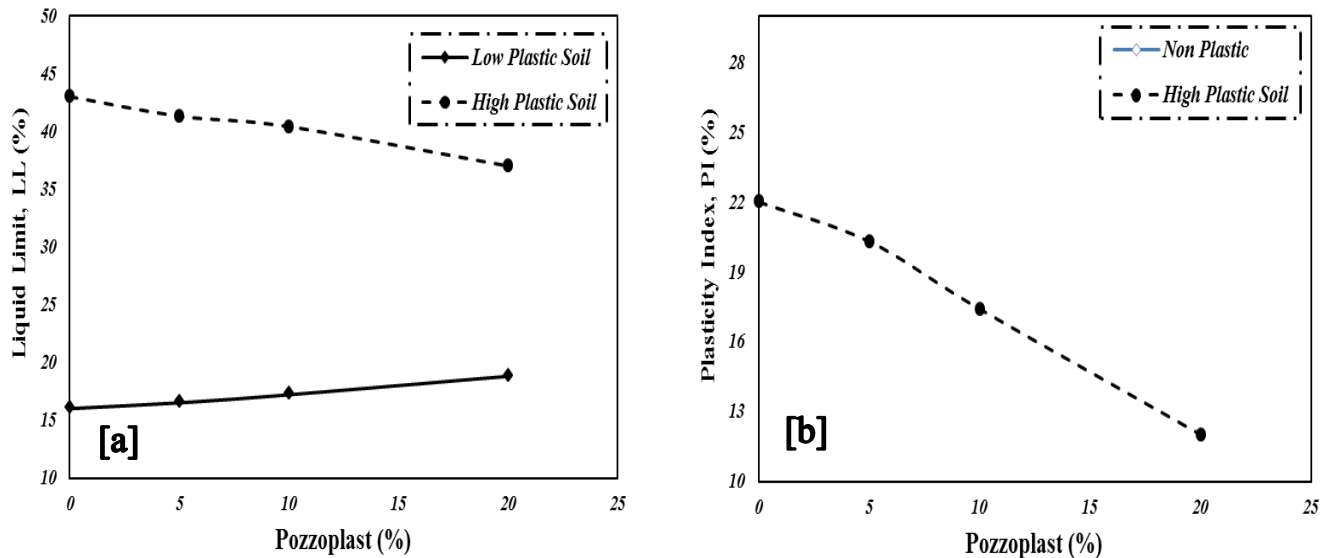 50
45
40
35
30
25
20
15
10
Liquid Limit, LL (%)
Low Plastic Soil
High Plastic Soil
[a]
0 5 10 15 20 25
Pozzoplast (%)
28
25
22
19
16
13
10
Plasticity Index, PI (%)
Non Plastic
High Plastic Soil
[b]
0 5 10 15 20 25
Pozzoplast (%)